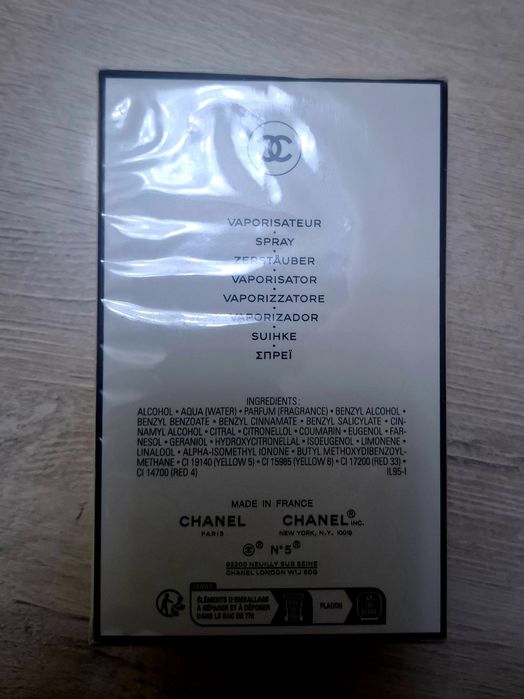 VAPORISATEUR
•
SPRAY
•
ZERSTÄUBER
•
VAPORISATOR
•
VAPORIZZATORE
•
VAPORIZADOR
•
SUIHKE
•
ΣΠΡΕΪ
INGREDIENTS:
ALCOHOL • AQUA (WATER) • PARFUM (FRAGRANCE) • BENZYL ALCOHOL •
BENZYL BENZOATE • BENZYL CINNAMATE • BENZYL SALICYLATE • CIN-
NAMYL ALCOHOL • CITRAL • CITRONELLOL • COUMARIN • EUGENOL • FAR-
NESOL • GERANIOL • HYDROXYCITRONELLAL • ISOEUGENOL • LIMONENE •
LINALOOL • ALPHA-ISOMETHYL IONONE • BUTYL METHOXYDIBENZOYL-
METHANE • CI 19140 (YELLOW 5) • CI 15985 (YELLOW 6) • CI 17200 (RED 33) •
CI 14700 (RED 4) IL95-I
MADE IN FRANCE
CHANEL CHANEL® INC.
PARIS NEW YORK, N.Y. 10019
® N°5®
92200 NEUILLY SUR SEINE
CHANEL LONDON W1J 6DG
ÉLÉMENTS D'EMBALLAGE
À SÉPARER ET À DÉPOSER
DANS LE BAC DE TRI
FLACON